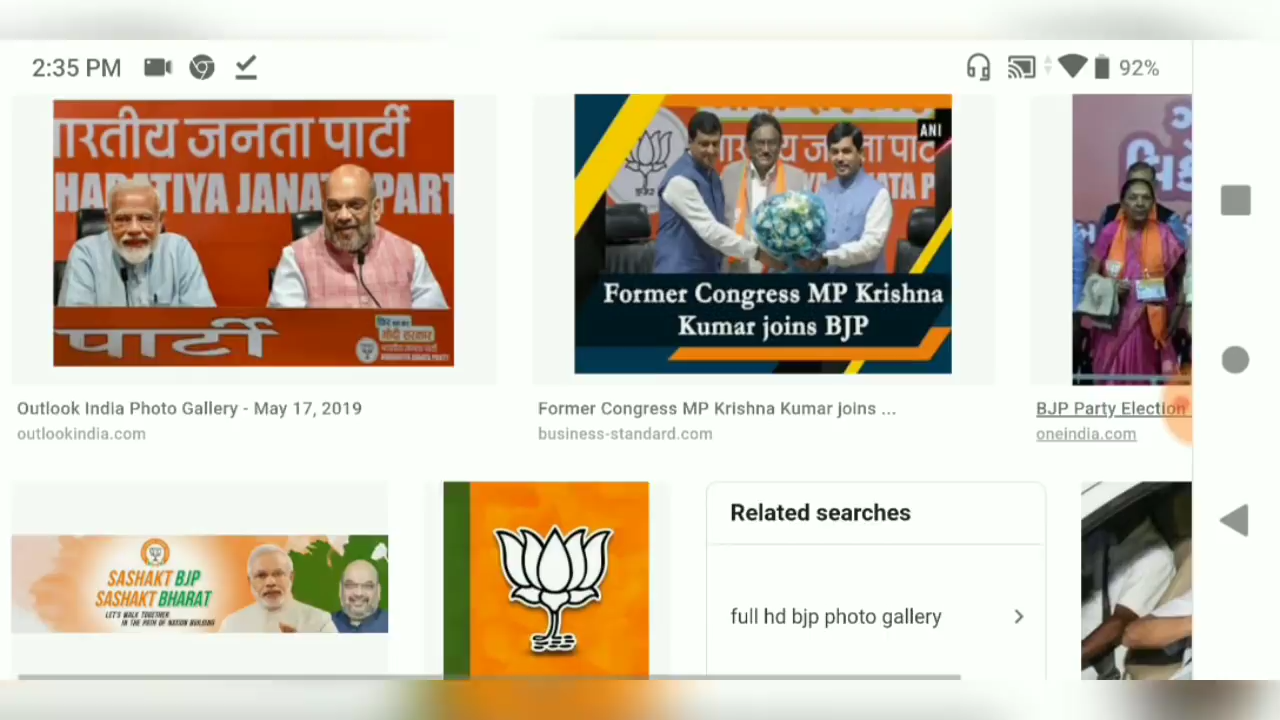 2:35 PM
92%
भारतीय जनता पार्टी
BHARATIYA JANATA PARTY
पार्टी
ANI
Former Congress MP Krishna
Kumar joins BJP
Outlook India Photo Gallery - May 17, 2019
outlookindia.com
Former Congress MP Krishna Kumar joins ...
business-standard.com
BJP Party Election
oneindia.com
SASHAKT BJP
SASHAKT BHARAT
LET'S WALK TOGETHER
IN THE PATH OF NATION BUILDING
Related searches
full hd bjp photo gallery